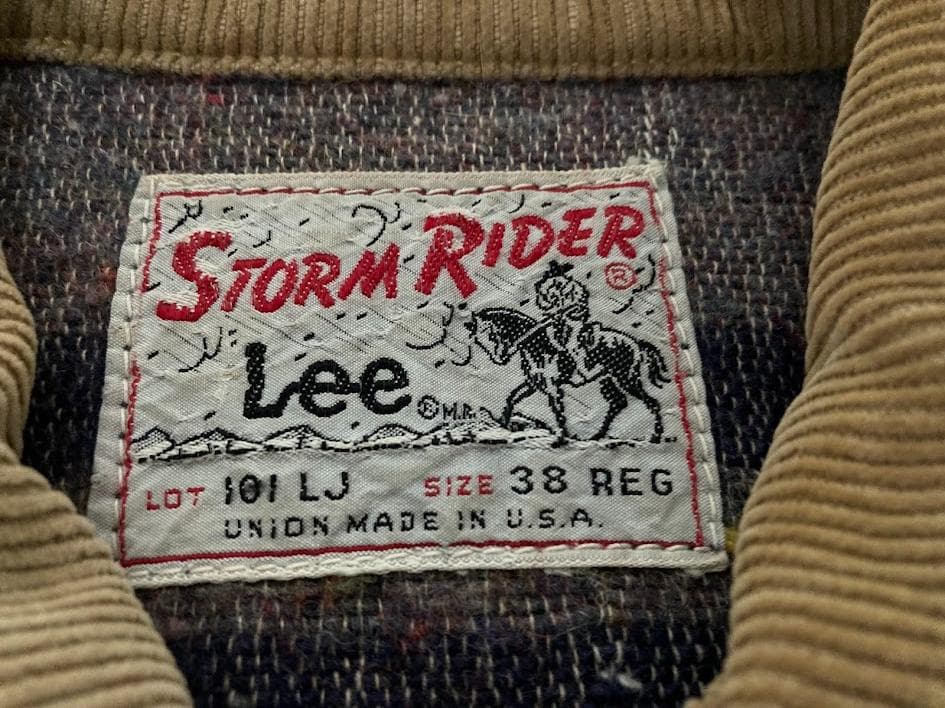 STORM RIDER ®
Lee ® M.R.
LOT 101 LJ SIZE 38 REG
UNION MADE IN U.S.A.